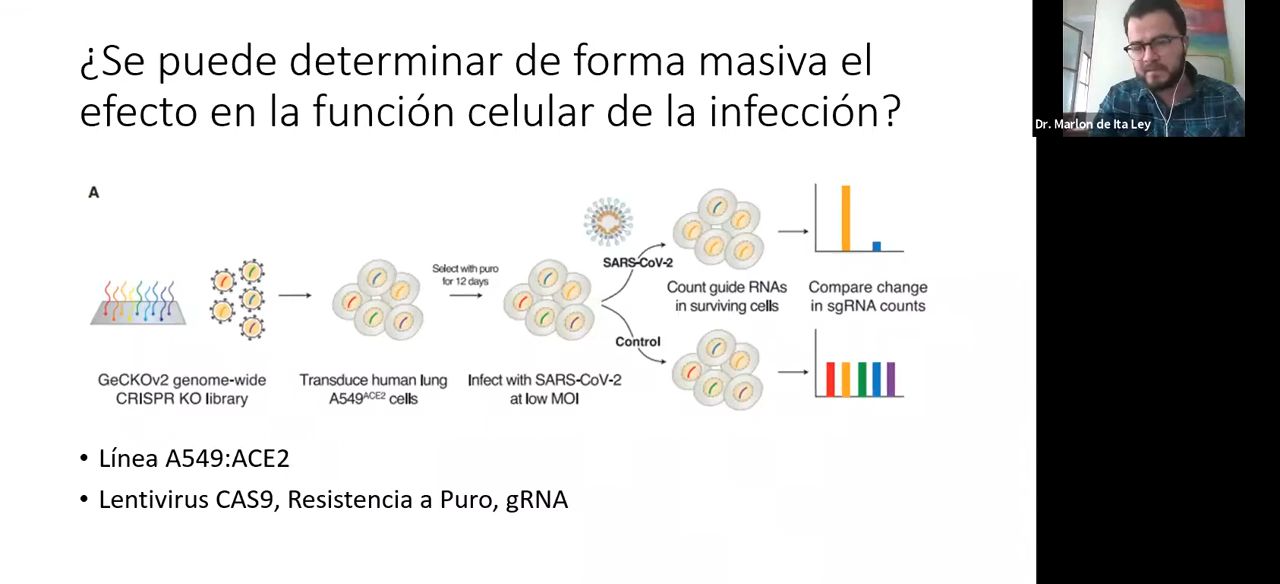 ¿Se puede determinar de forma masiva el
efecto en la función celular de la infección?
Dr. Marlon de Ita Ley
A
Select with puro
for 12 days
SARS-CoV-2
Count guide RNAs
in surviving cells
Compare change
in sgRNA counts
Control
GeCKOv2 genome-wide
CRISPR KO library
Transduce human lung
A549ᴬᶜᴱ² cells
Infect with SARS-CoV-2
at low MOI
• Línea A549:ACE2
• Lentivirus CAS9, Resistencia a Puro, gRNA